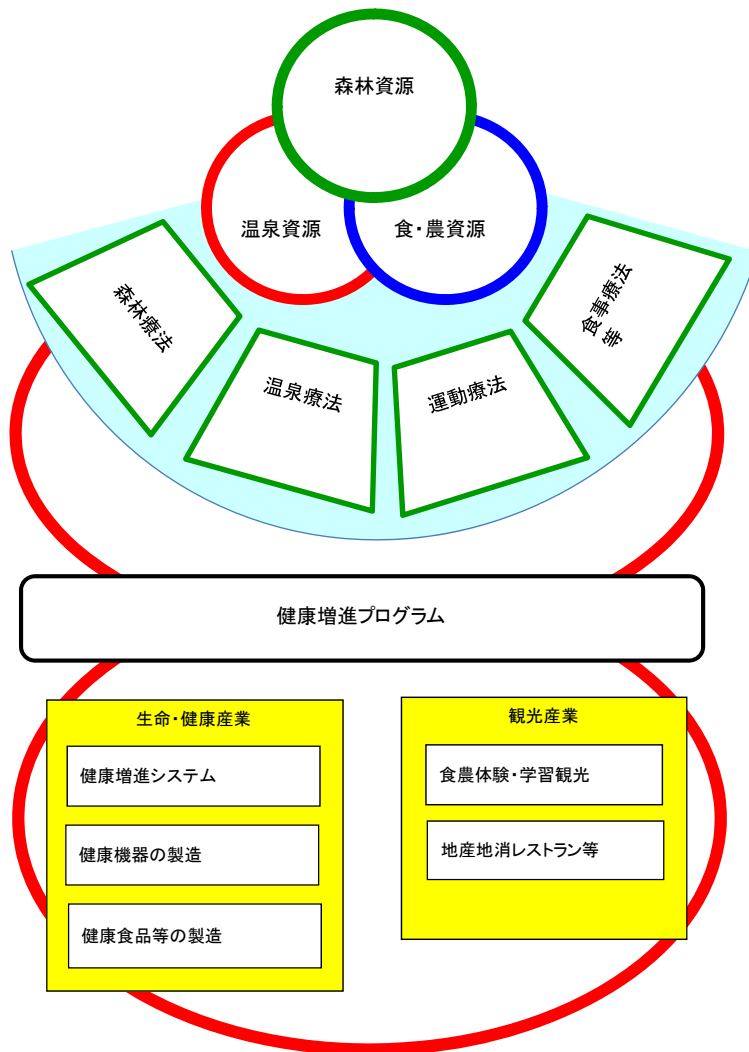 森林資源
温泉資源
食・農資源
森林療法
温泉療法
運動療法
食事療法
等
健康増進プログラム
生命・健康産業
健康増進システム
健康機器の製造
健康食品等の製造
観光産業
食農体験・学習観光
地産地消レストラン等